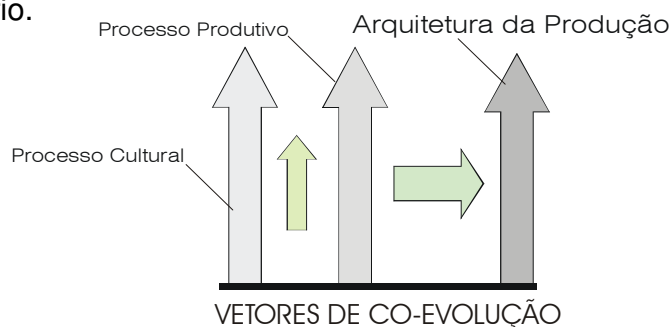 io.
Processo Produtivo
Arquitetura da Produção
Processo Cultural
VETORES DE CO-EVOLUÇÃO